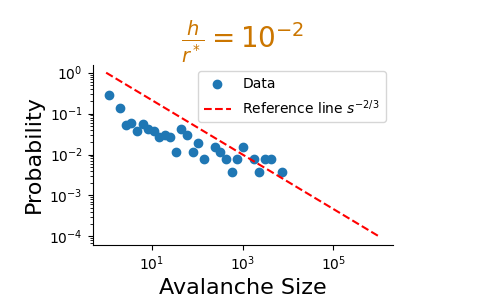 $\frac{h}{r^*} = 10^{-2}$
Data
Reference line $s^{-2/3}$
Probability
$10^0$
$10^{-1}$
$10^{-2}$
$10^{-3}$
$10^{-4}$
$10^1$ $10^3$ $10^5$
Avalanche Size